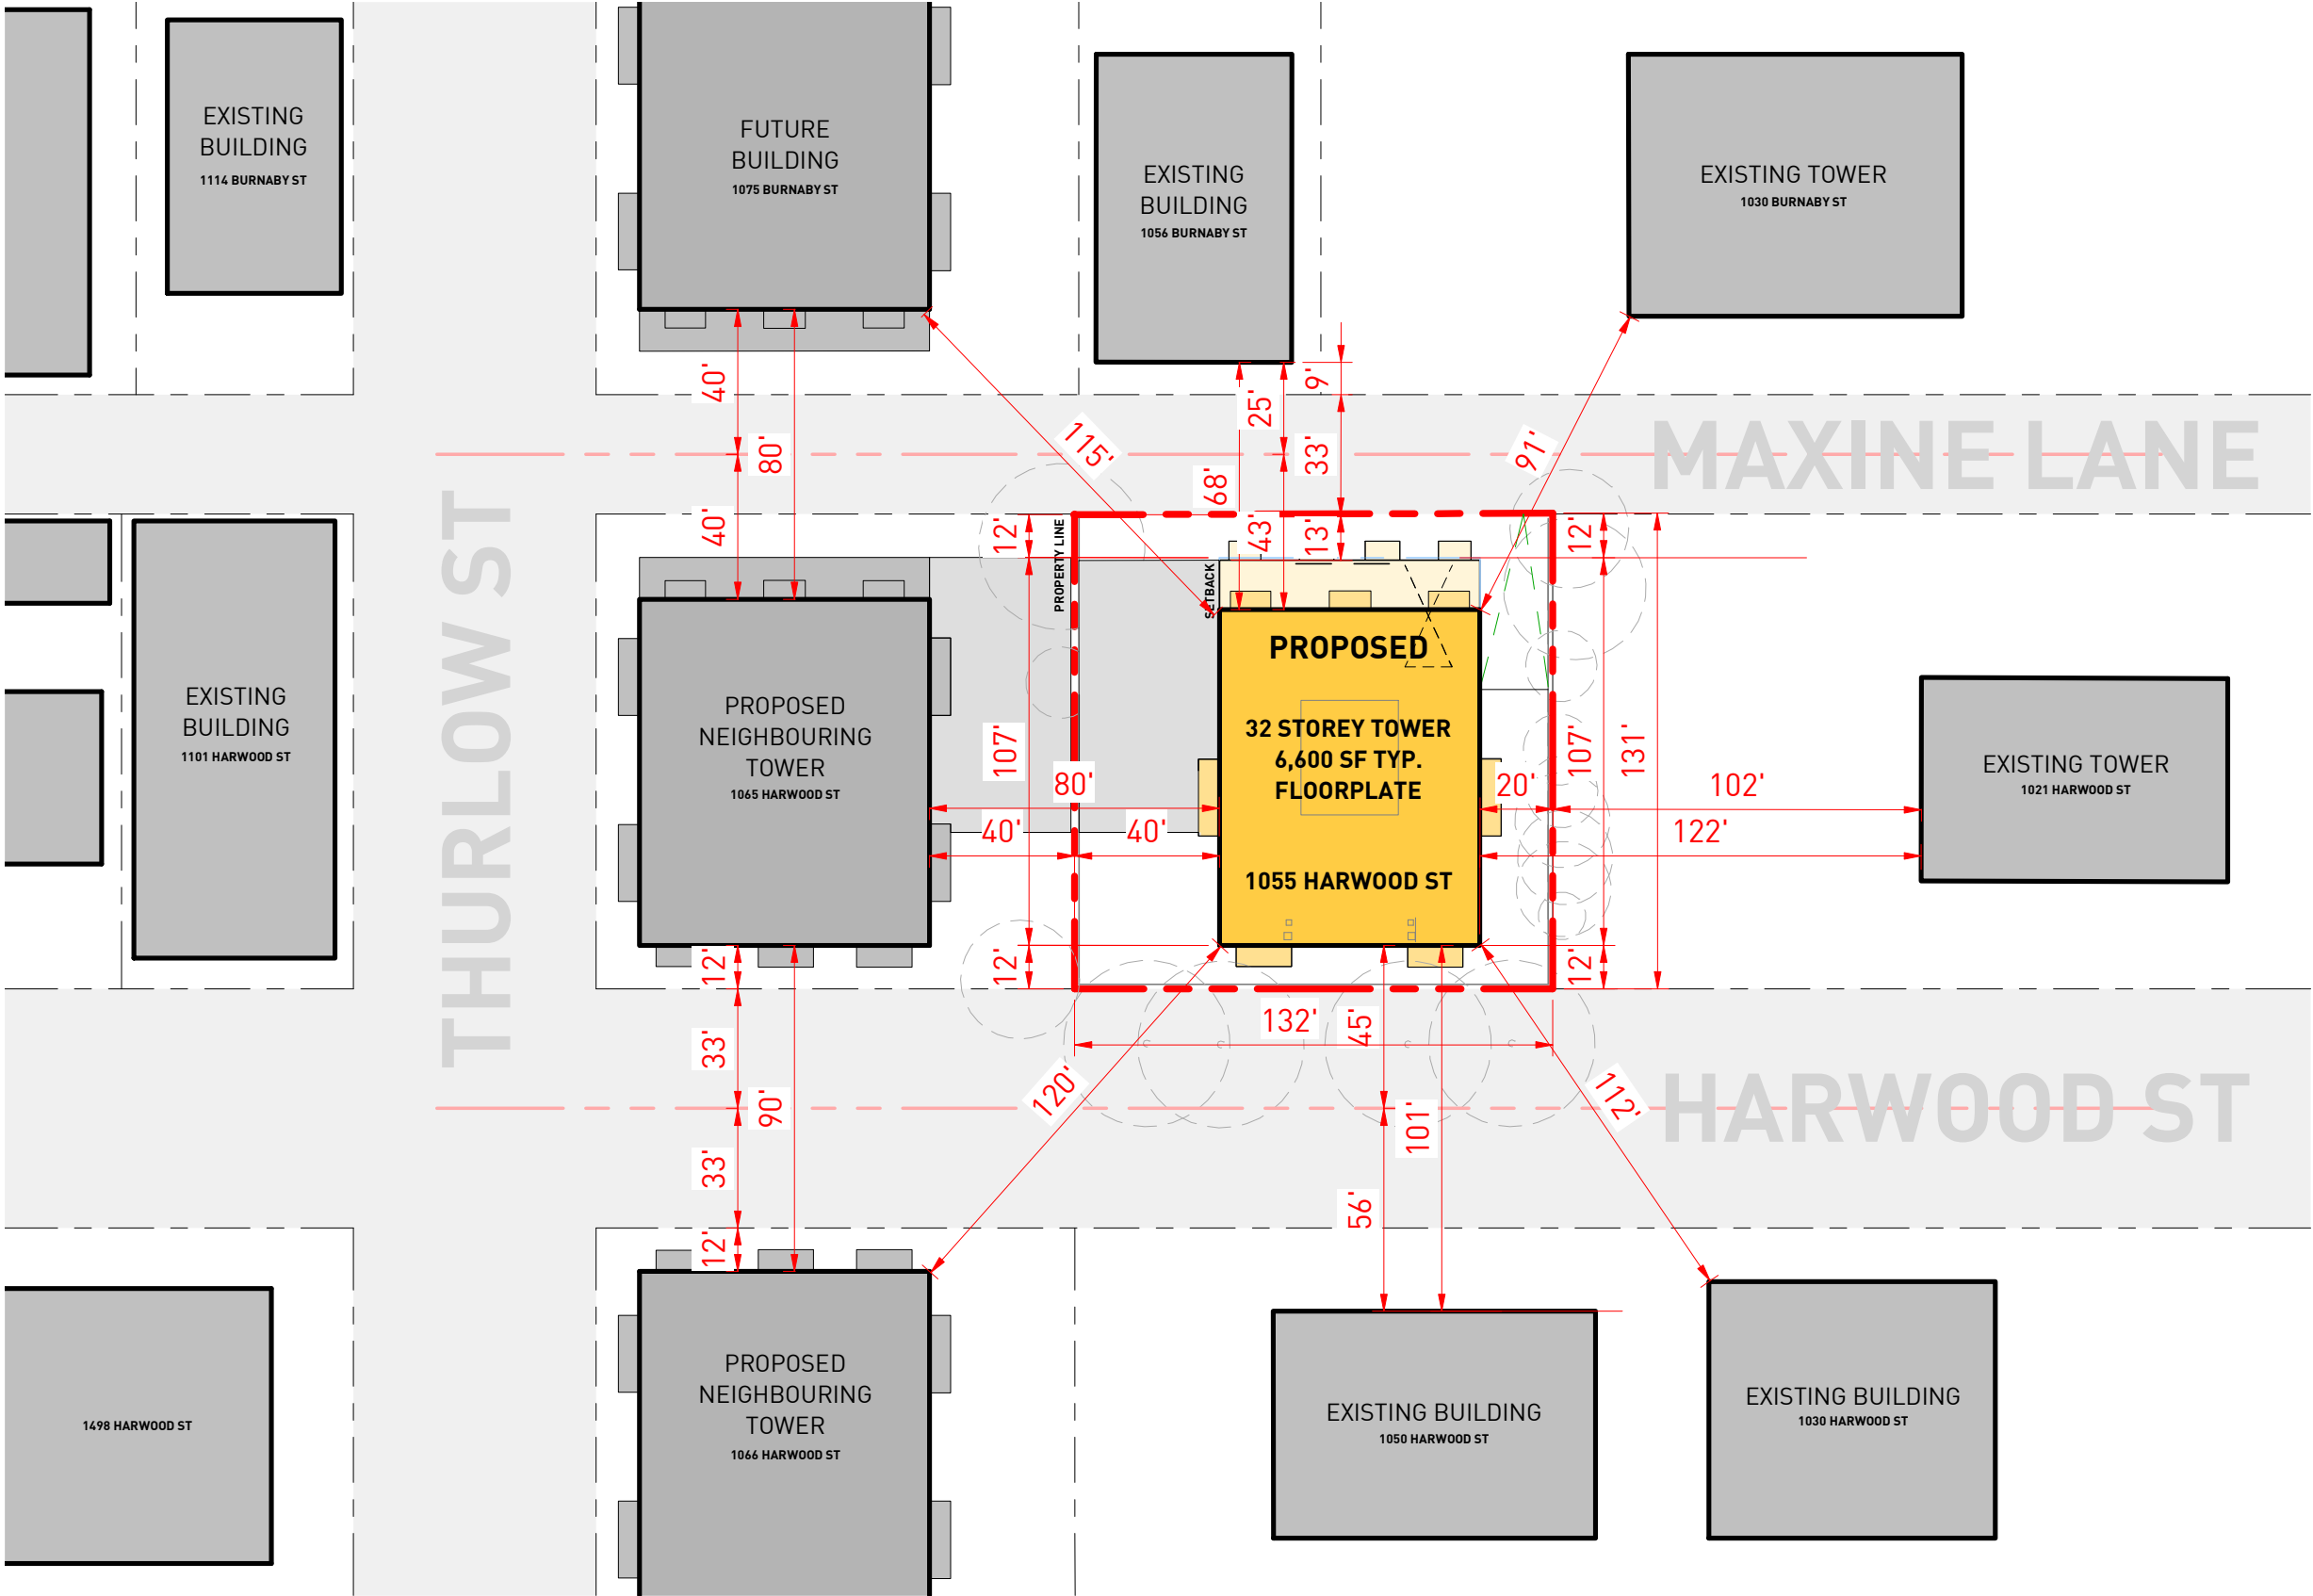 EXISTING
BUILDING
1114 BURNABY ST
FUTURE
BUILDING
1075 BURNABY ST
EXISTING
BUILDING
1056 BURNABY ST
EXISTING TOWER
1030 BURNABY ST
40'
80'
40'
115'
68'
25'
43'
9'
33'
13'
91'
MAXINE LANE
THURLOW ST
12'
PROPERTY LINE
SETBACK
12'
EXISTING
BUILDING
1101 HARWOOD ST
PROPOSED
NEIGHBOURING
TOWER
1065 HARWOOD ST
107'
80'
40'
40'
PROPOSED
32 STOREY TOWER
6,600 SF TYP.
FLOORPLATE
1055 HARWOOD ST
20'
107'
131'
102'
122'
EXISTING TOWER
1021 HARWOOD ST
12'
12'
12'
132'
45'
33'
90'
33'
12'
120'
101'
56'
112'
HARWOOD ST
1498 HARWOOD ST
PROPOSED
NEIGHBOURING
TOWER
1066 HARWOOD ST
EXISTING BUILDING
1050 HARWOOD ST
EXISTING BUILDING
1030 HARWOOD ST